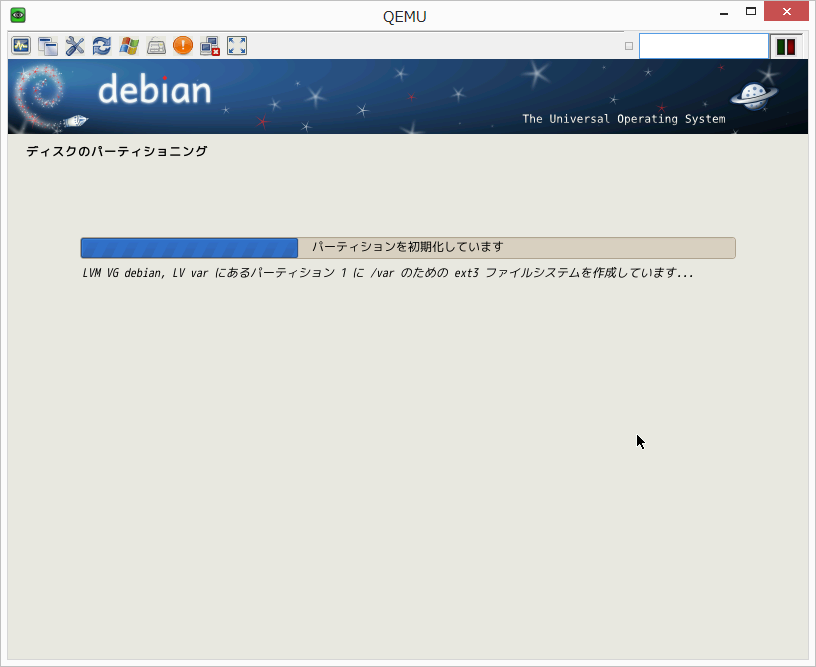 QEMU
debian
The Universal Operating System
ディスクのパーティショニング
パーティションを初期化しています
LVM VG debian, LV var にあるパーティション 1 に /var のための ext3 ファイルシステムを作成しています...